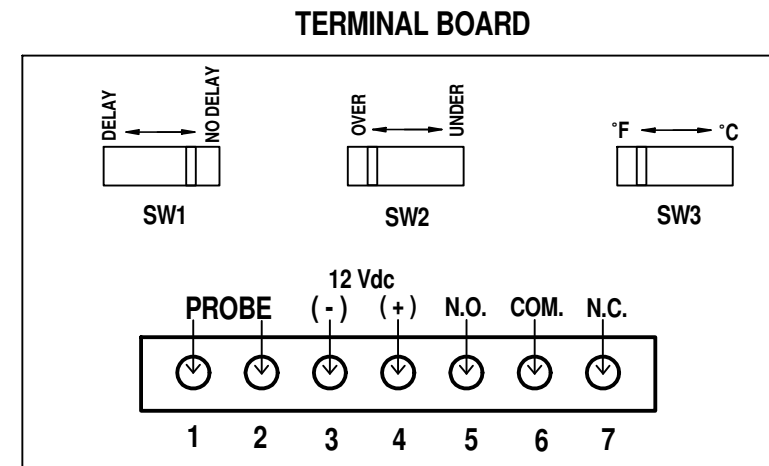 TERMINAL BOARD
DELAY NO DELAY OVER UNDER °F °C
SW1 SW2 SW3
12 Vdc
PROBE ( - ) ( + ) N.O. COM. N.C.
1 2 3 4 5 6 7